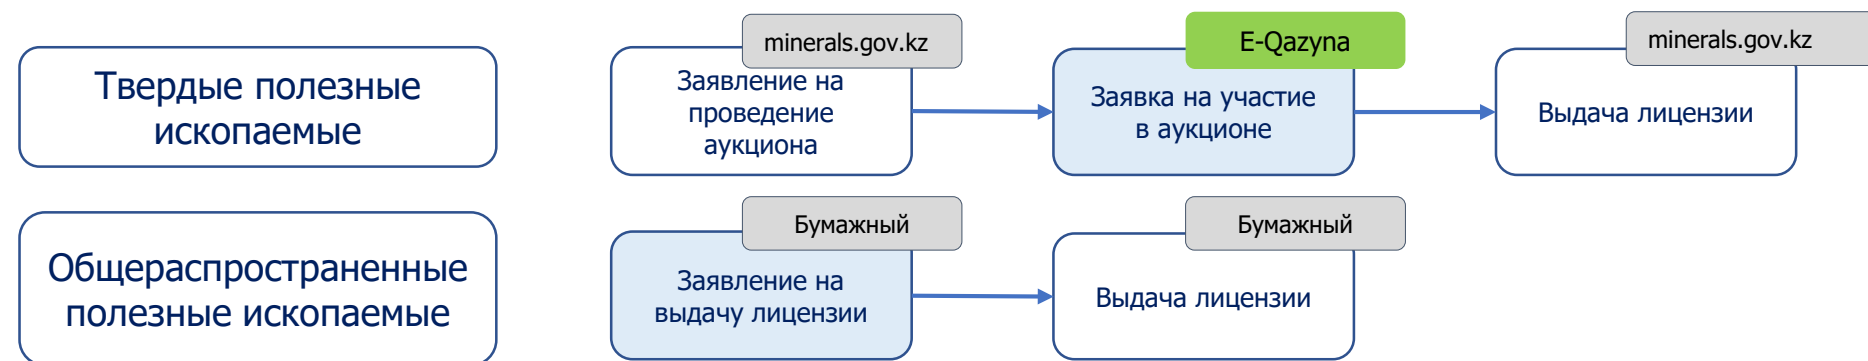 Твердые полезные
ископаемые
minerals.gov.kz
Заявление на
проведение
аукциона
E-Qazyna
Заявка на участие
в аукционе
minerals.gov.kz
Выдача лицензии
Общераспространенные
полезные ископаемые
Бумажный
Заявление на
выдачу лицензии
Бумажный
Выдача лицензии